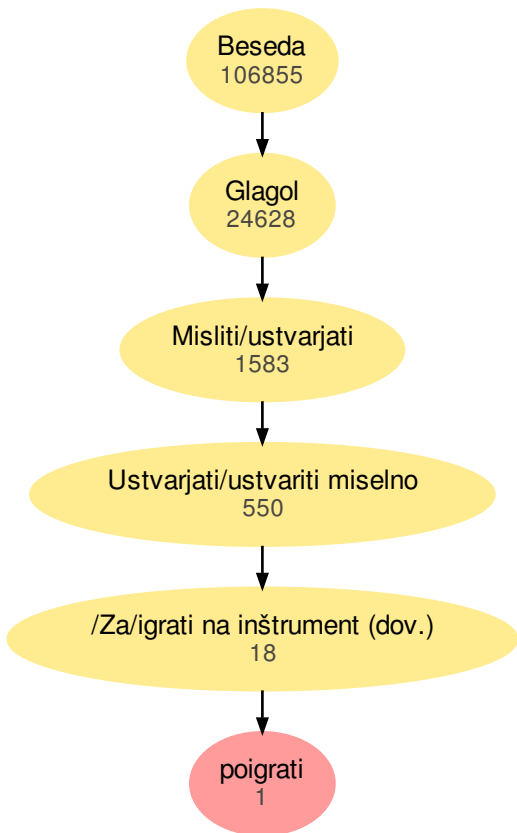 Beseda
106855
Glagol
24628
Misliti/ustvarjati
1583
Ustvarjati/ustvariti miselno
550
/Za/igrati na inštrument (dov.)
18
poigrati
1